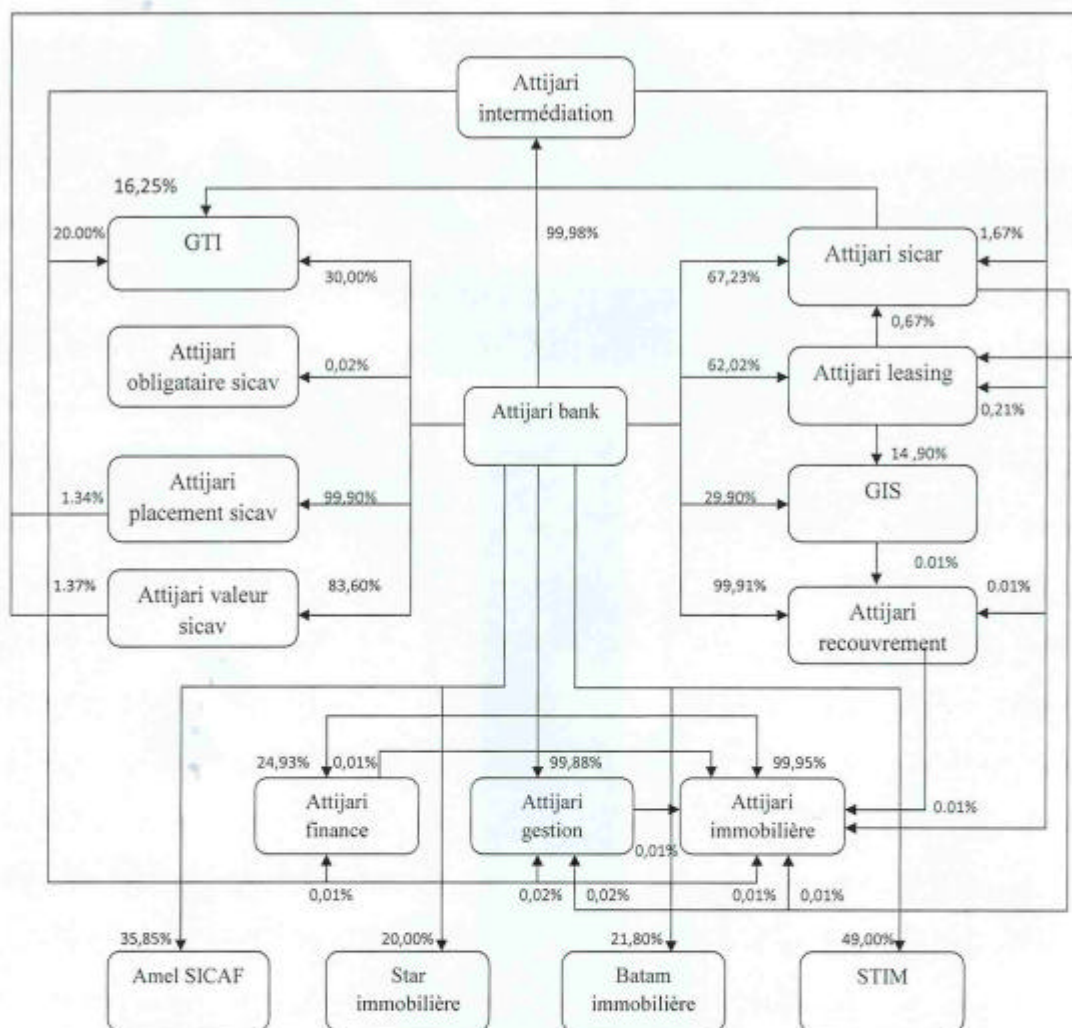 Attijari
intermédiation
16,25%
20.00%
GTI
30,00%
99,98%
67,23%
Attijari sicar
1,67%
0,67%
Attijari
obligataire sicav
0,02%
Attijari bank
62,02%
Attijari leasing
0,21%
14 ,90%
1.34%
Attijari
placement sicav
99,90%
29.90%
GIS
0.01%
1.37%
Attijari valeur
sicav
83,60%
99,91%
Attijari
recouvrement
0.01%
24,93%
0,01%
99,88%
99,95%
Attijari
finance
Attijari
gestion
Attijari
immobilière
0.01%
0,01%
0,01%
0,02%
0,02%
0,01%
0,01%
35,85%
20,00%
21,80%
49,00%
Amel SICAF
Star
immobilière
Batam
immobilière
STIM